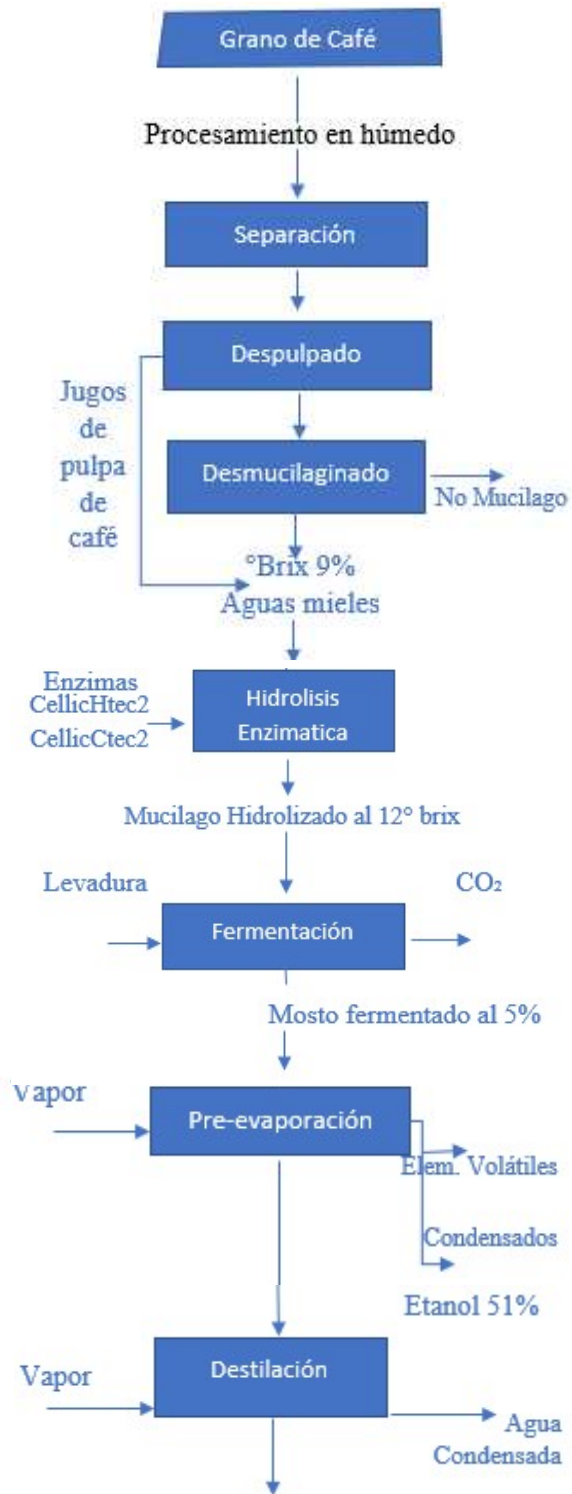 Grano de Café
Procesamiento en húmedo
Separación
Despulpado
Jugos
de
pulpa
de
café
Desmucilaginado
No Mucilago
°Brix 9%
Aguas mieles
Enzimas
CellicHtec2
CellicCtec2
Hidrolisis
Enzimatica
Mucilago Hidrolizado al 12° brix
Levadura
CO₂
Fermentación
Mosto fermentado al 5%
Vapor
Pre-evaporación
Elem. Volátiles
Condensados
Etanol 51%
Destilación
Vapor
Agua
Condensada